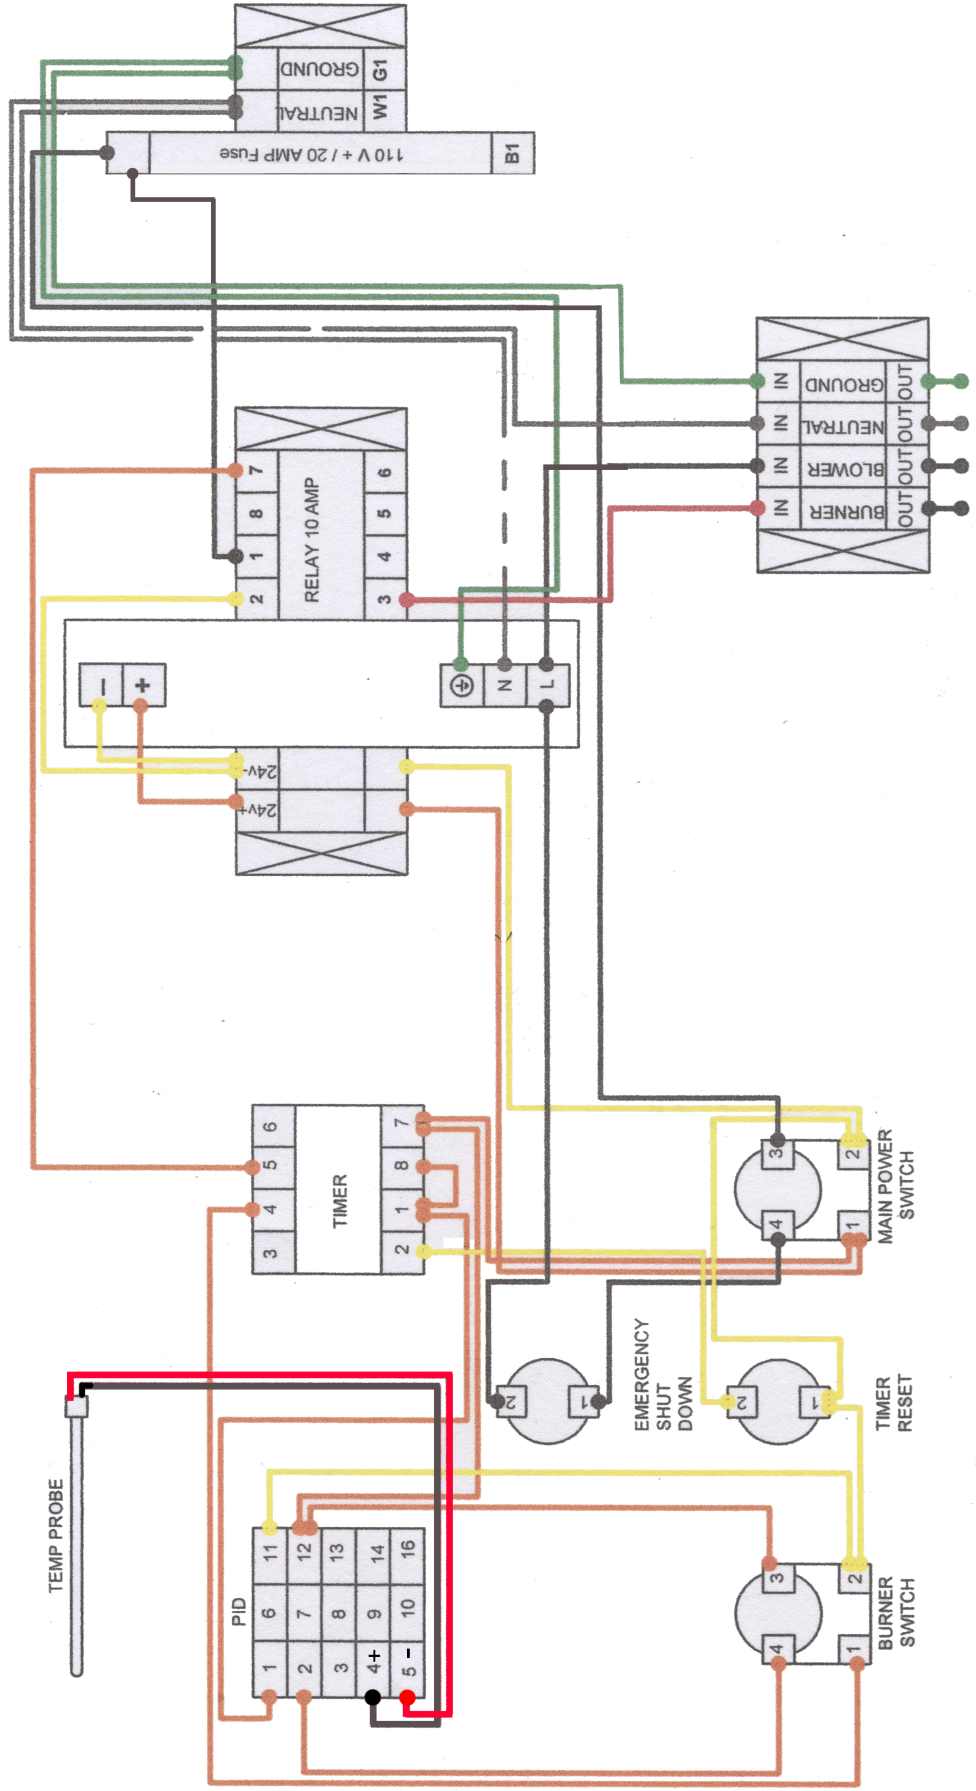 GROUND G1
NEUTRAL W1
110 V + / 20 AMP Fuse B1
7 8 1 2
RELAY 10 AMP
6 5 4 3
IN GROUND OUT
IN NEUTRAL OUT
IN BLOWER OUT
IN BURNER OUT
- +
N L
24v-
24v+
6 5 4 3
TIMER
7 8 1 2
3 2
4 1
MAIN POWER
SWITCH
2 1
EMERGENCY
SHUT
DOWN
2 1
TIMER
RESET
TEMP PROBE
PID
11 12 13 14 16
6 7 8 9 10
1 2 3 4+ 5 -
3 2
4 1
BURNER
SWITCH